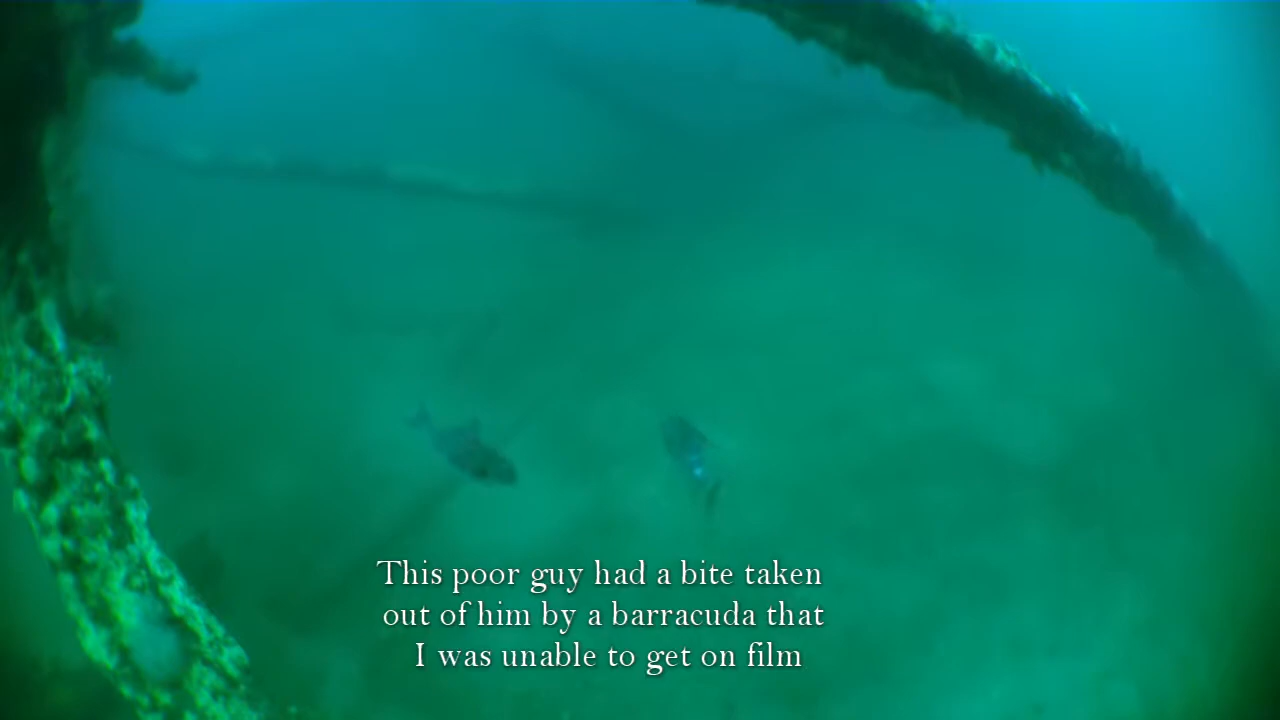 This poor guy had a bite taken
out of him by a barracuda that
I was unable to get on film